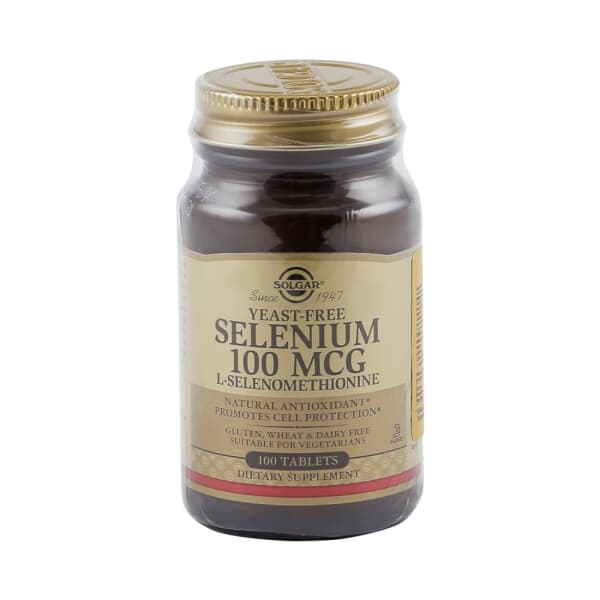 SOLGAR
SOLGAR®
Since 1947
YEAST-FREE
SELENIUM
100 MCG
L-SELENOMETHIONINE
NATURAL ANTIOXIDANT*
PROMOTES CELL PROTECTION*
GLUTEN, WHEAT & DAIRY FREE
SUITABLE FOR VEGETARIANS
100 TABLETS
DIETARY SUPPLEMENT